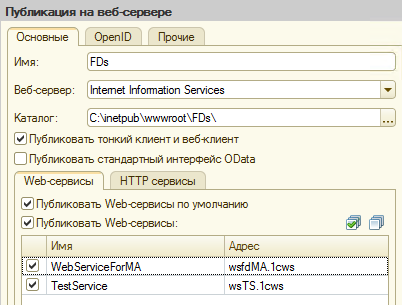 Публикация на веб-сервере
Основные OpenID Прочие
Имя: FDs
Веб-сервер: Internet Information Services
Каталог: C:\inetpub\wwwroot\FDs\ ...
Публиковать тонкий клиент и веб-клиент
Публиковать стандартный интерфейс OData
Web-сервисы HTTP сервисы
Публиковать Web-сервисы по умолчанию
Публиковать Web-сервисы:
Имя Адрес
WebServiceForMA wsfdMA.1cws
TestService wsTS.1cws